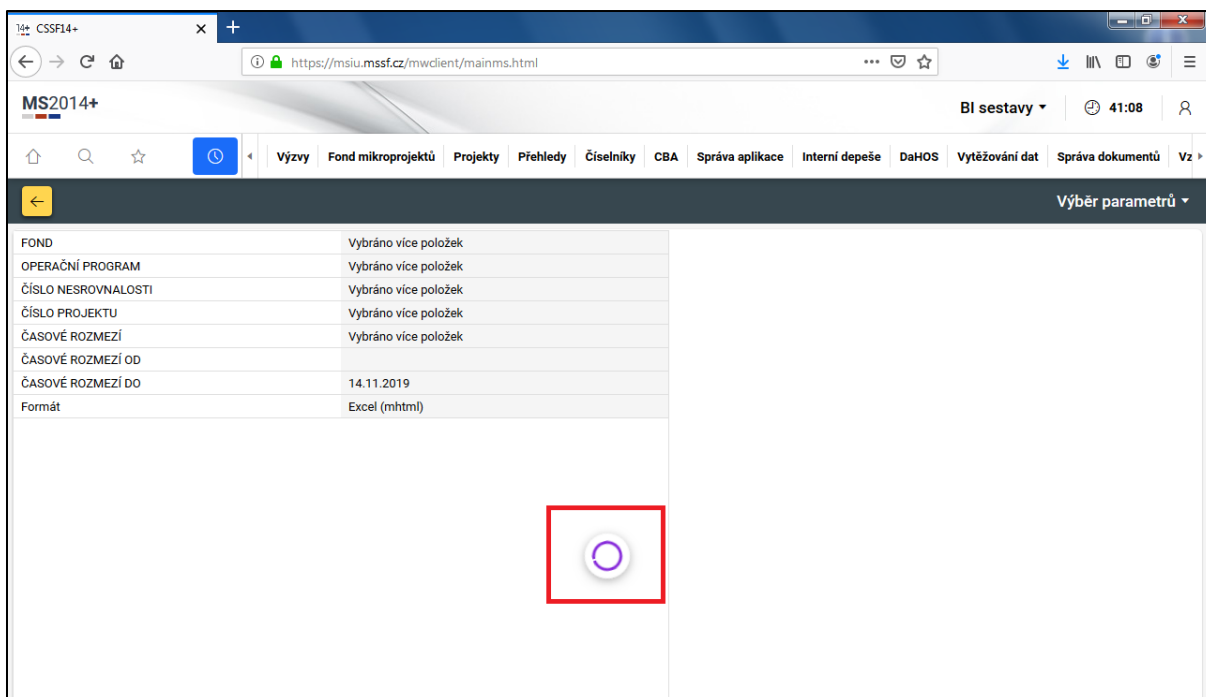 14+ CSSF14+
https://msiu.mssf.cz/mwclient/mainms.html
MS2014+
BI sestavy
41:08
Výzvy Fond mikroprojektů Projekty Přehledy Číselníky CBA Správa aplikace Interní depeše DaHOS Vytěžování dat Správa dokumentů Vz
Výběr parametrů
FOND Vybráno více položek
OPERAČNÍ PROGRAM Vybráno více položek
ČÍSLO NESROVNALOSTI Vybráno více položek
ČÍSLO PROJEKTU Vybráno více položek
ČASOVÉ ROZMEZÍ Vybráno více položek
ČASOVÉ ROZMEZÍ OD
ČASOVÉ ROZMEZÍ DO 14.11.2019
Formát Excel (mhtml)